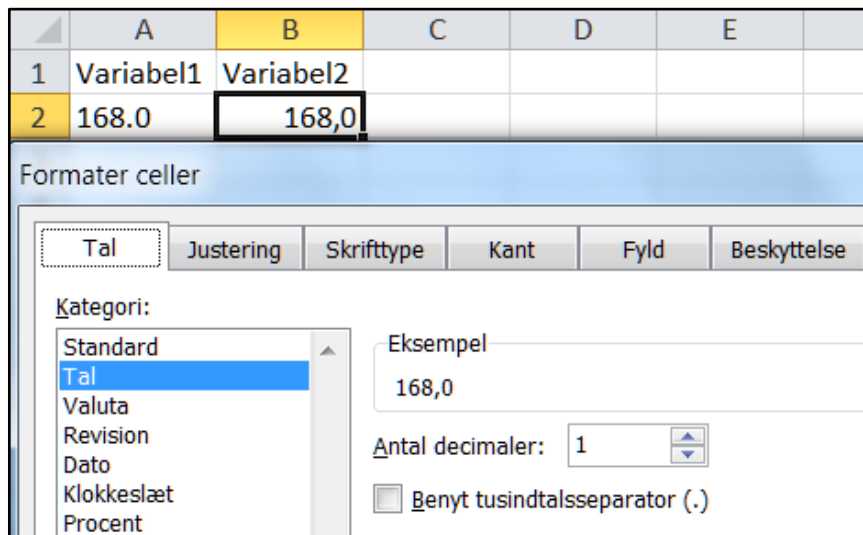 A B C D E
1 Variabel1 Variabel2
2 168.0 168,0
Formater celler
Tal Justering Skrifttype Kant Fyld Beskyttelse
Kategori:
Standard
Tal
Valuta
Revision
Dato
Klokkeslæt
Procent
Eksempel
168,0
Antal decimaler: 1
Benyt tusindtalsseparator (.)